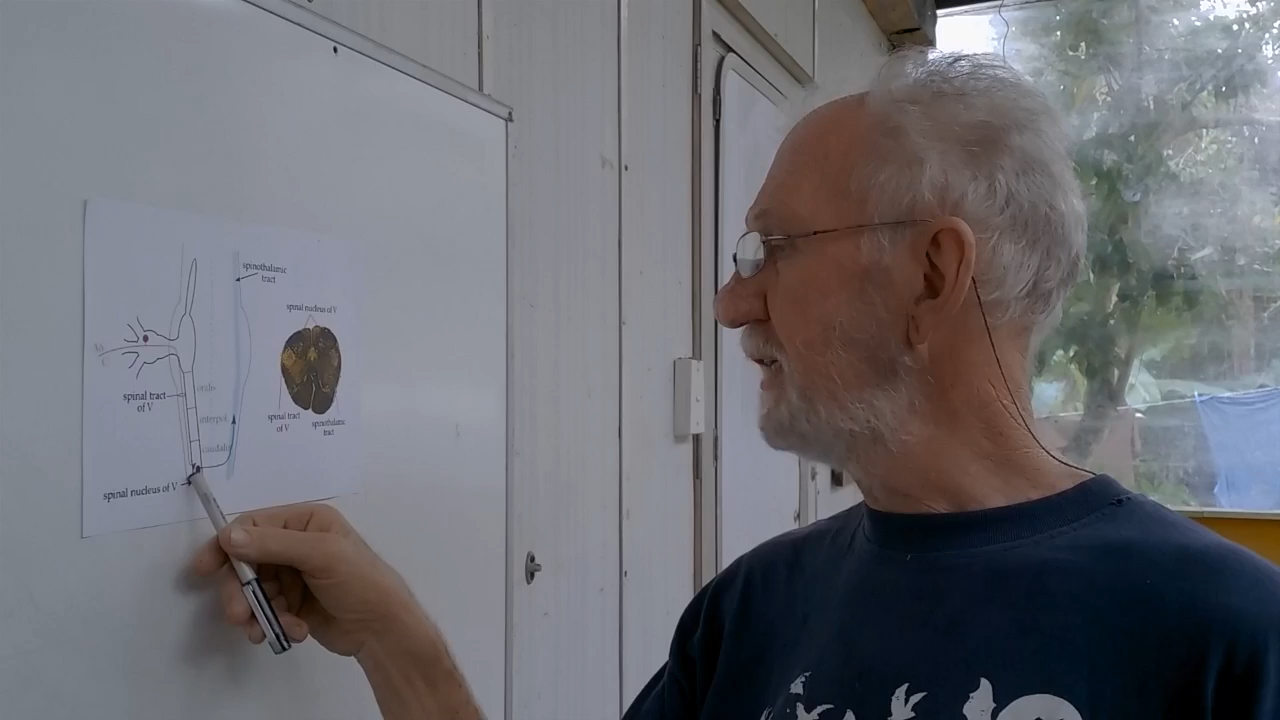 spinothalamic
tract
spinal nucleus of V
spinal tract
of V
oralis
interpol
caudalis
spinal tract
of V
spinothalamic
tract
spinal nucleus of V